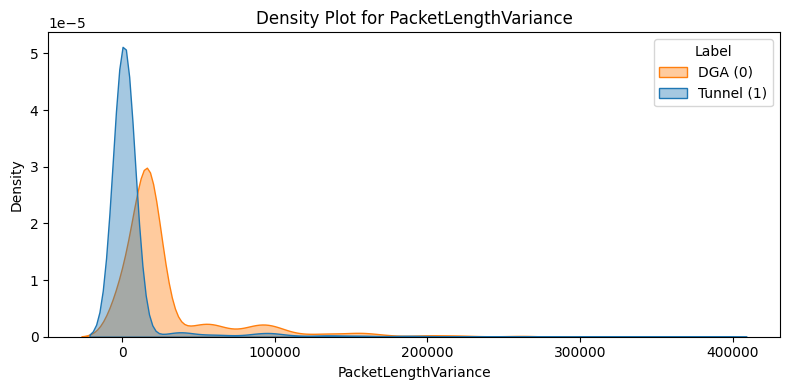 Density Plot for PacketLengthVariance
1e−5
Label
DGA (0)
Tunnel (1)
5
4
3
2
1
0
Density
0
100000
200000
300000
400000
PacketLengthVariance